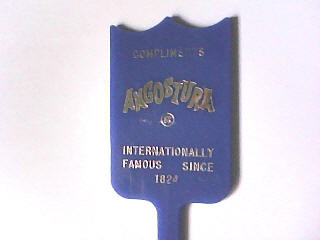 COMPLIMENTS
ANGOSTURA
®
INTERNATIONALLY
FAMOUS SINCE
1824